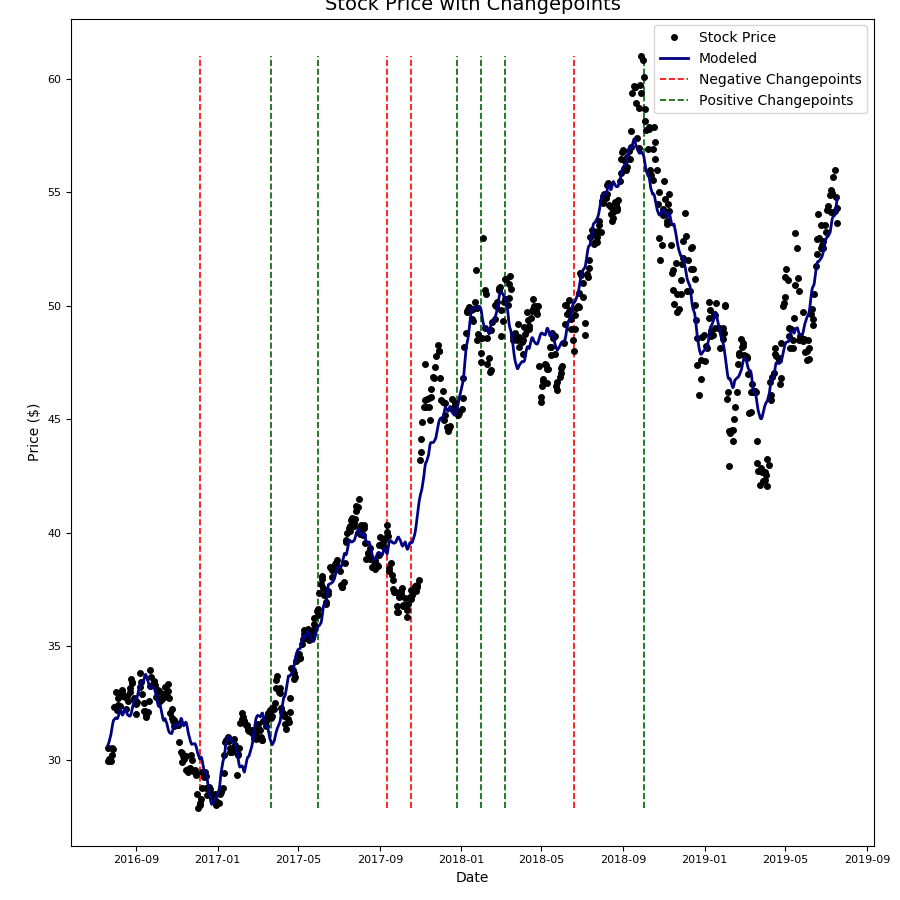 Stock Price with Changepoints
Stock Price
Modeled
Negative Changepoints
Positive Changepoints
Price ($)
60
55
50
45
40
35
30
2016-09 2017-01 2017-05 2017-09 2018-01 2018-05 2018-09 2019-01 2019-05 2019-09
Date